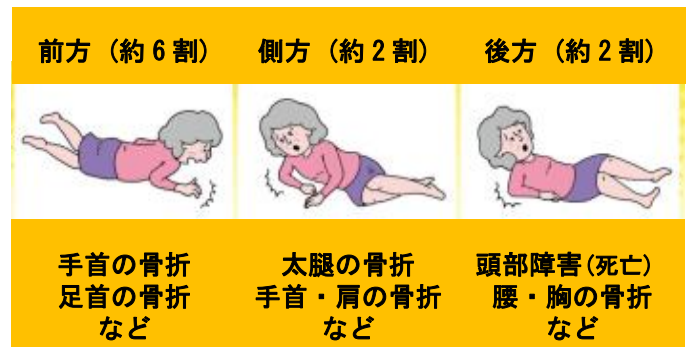 前方（約６割）
側方（約２割）
後方（約２割）
手首の骨折
足首の骨折
など
太腿の骨折
手首・肩の骨折
など
頭部障害(死亡)
腰・胸の骨折
など